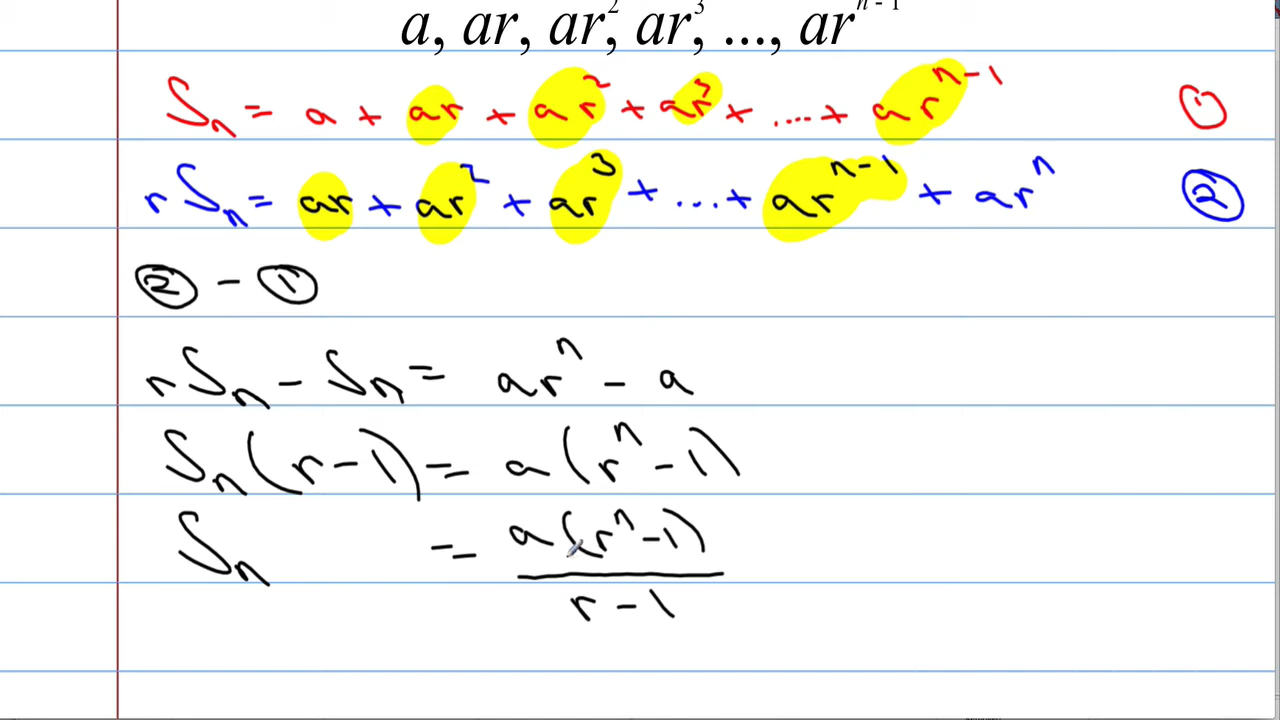 a, ar, ar², ar³, ..., arⁿ⁻¹
Sₙ = a + ar + ar² + ar³ + .... + arⁿ⁻¹ ①
rSₙ = ar + ar² + ar³ + ... + arⁿ⁻¹ + arⁿ ②
② - ①
rSₙ - Sₙ = arⁿ - a
Sₙ(r - 1) = a(rⁿ - 1)
Sₙ = a(rⁿ - 1)
r - 1